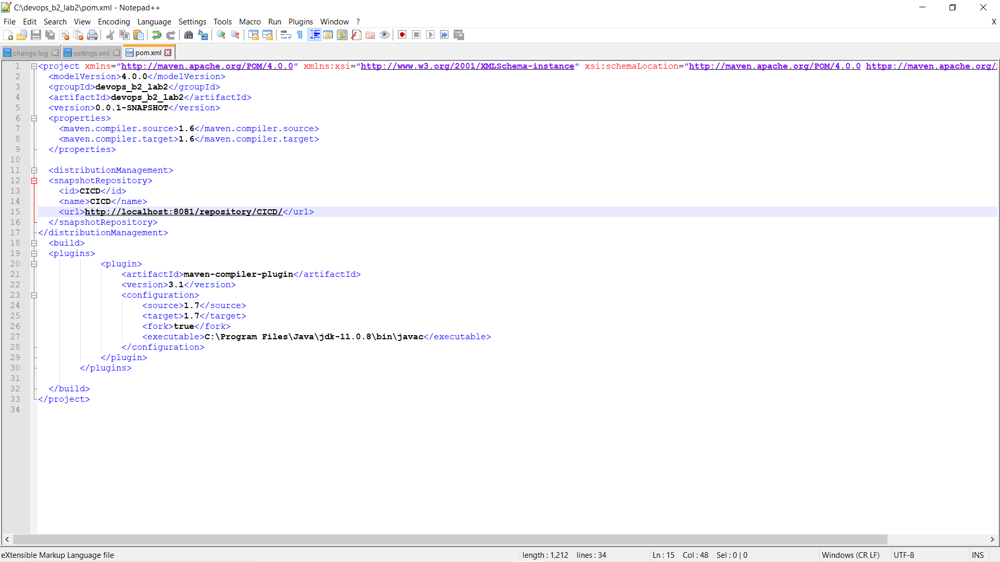 C:\devops_b2_lab2\pom.xml - Notepad++
File Edit Search View Encoding Language Settings Tools Macro Run Plugins Window ? X
change.log settings.xml pom.xml
1 <project xmlns="http://maven.apache.org/POM/4.0.0" xmlns:xsi="http://www.w3.org/2001/XMLSchema-instance" xsi:schemaLocation="http://maven.apache.org/POM/4.0.0 https://maven.apache.org/
2 <modelVersion>4.0.0</modelVersion>
3 <groupId>devops_b2_lab2</groupId>
4 <artifactId>devops_b2_lab2</artifactId>
5 <version>0.0.1-SNAPSHOT</version>
6 <properties>
7 <maven.compiler.source>1.6</maven.compiler.source>
8 <maven.compiler.target>1.6</maven.compiler.target>
9 </properties>
10
11 <distributionManagement>
12 <snapshotRepository>
13 <id>CICD</id>
14 <name>CICD</name>
15 <url>http://localhost:8081/repository/CICD/</url>
16 </snapshotRepository>
17 </distributionManagement>
18 <build>
19 <plugins>
20 <plugin>
21 <artifactId>maven-compiler-plugin</artifactId>
22 <version>3.1</version>
23 <configuration>
24 <source>1.7</source>
25 <target>1.7</target>
26 <fork>true</fork>
27 <executable>C:\Program Files\Java\jdk-11.0.8\bin\javac</executable>
28 </configuration>
29 </plugin>
30 </plugins>
31
32 </build>
33 </project>
34
eXtensible Markup Language file length : 1,212 lines : 34 Ln : 15 Col : 48 Sel : 0 | 0 Windows (CR LF) UTF-8 INS